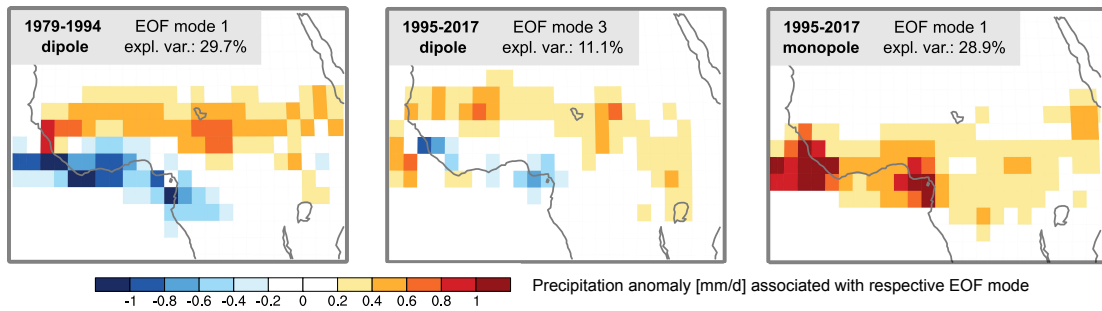 1979-1994 EOF mode 1
dipole expl. var.: 29.7%
1995-2017 EOF mode 3
dipole expl. var.: 11.1%
1995-2017 EOF mode 1
monopole expl. var.: 28.9%
-1 -0.8 -0.6 -0.4 -0.2 0 0.2 0.4 0.6 0.8 1
Precipitation anomaly [mm/d] associated with respective EOF mode